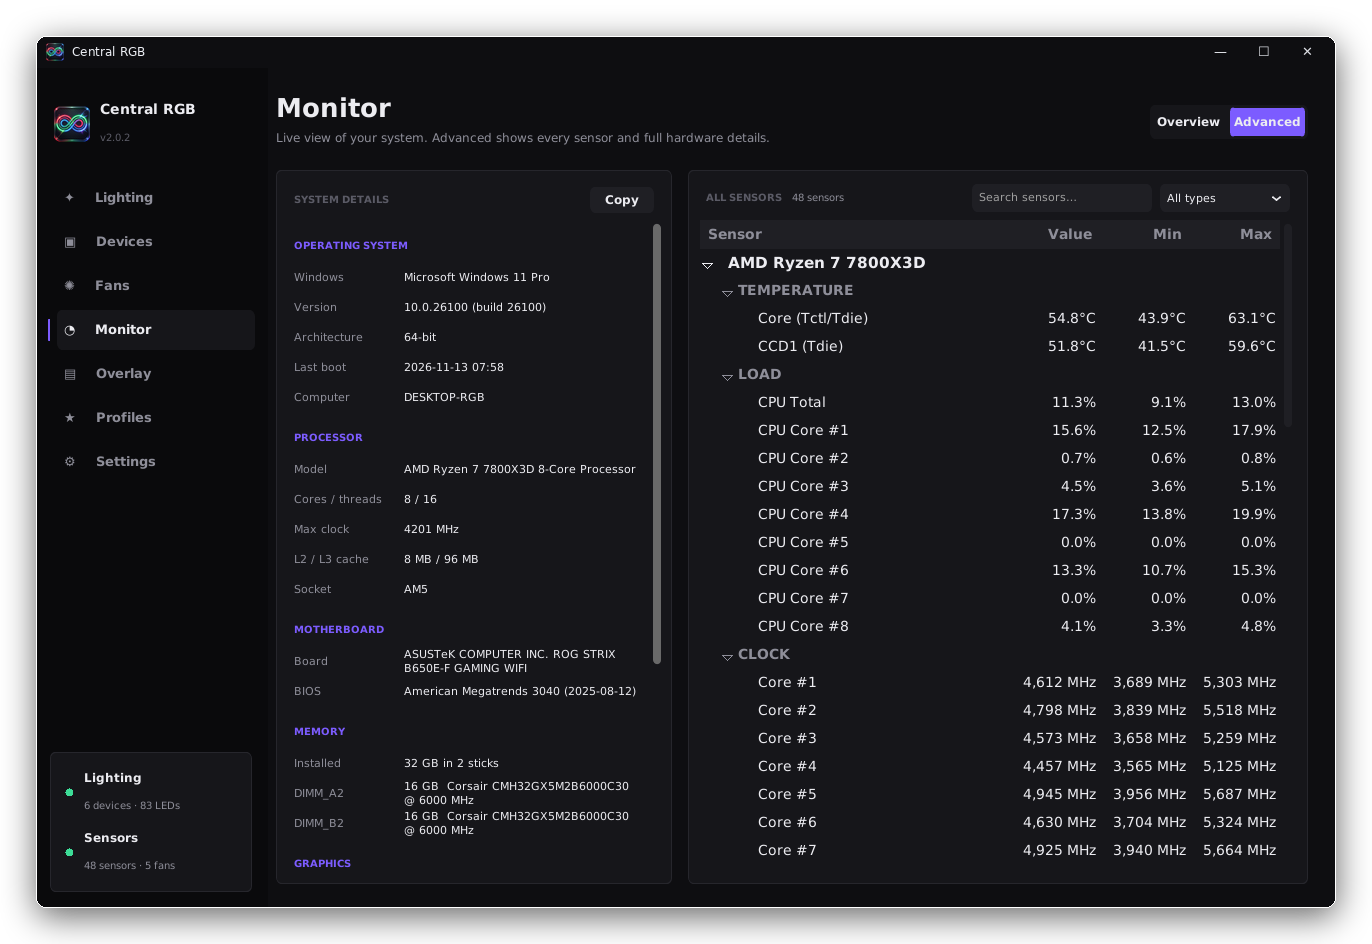 Central RGB
Central RGB
v2.0.2
Lighting
Devices
Fans
Monitor
Overlay
Profiles
Settings
Lighting
6 devices · 83 LEDs
Sensors
48 sensors · 5 fans
Monitor
Live view of your system. Advanced shows every sensor and full hardware details.
Overview Advanced
SYSTEM DETAILS Copy
OPERATING SYSTEM
Windows Microsoft Windows 11 Pro
Version 10.0.26100 (build 26100)
Architecture 64-bit
Last boot 2026-11-13 07:58
Computer DESKTOP-RGB
PROCESSOR
Model AMD Ryzen 7 7800X3D 8-Core Processor
Cores / threads 8 / 16
Max clock 4201 MHz
L2 / L3 cache 8 MB / 96 MB
Socket AM5
MOTHERBOARD
Board ASUSTeK COMPUTER INC. ROG STRIX
B650E-F GAMING WIFI
BIOS American Megatrends 3040 (2025-08-12)
MEMORY
Installed 32 GB in 2 sticks
DIMM_A2 16 GB Corsair CMH32GX5M2B6000C30
@ 6000 MHz
DIMM_B2 16 GB Corsair CMH32GX5M2B6000C30
@ 6000 MHz
GRAPHICS
ALL SENSORS 48 sensors Search sensors... All types
Sensor Value Min Max
AMD Ryzen 7 7800X3D
TEMPERATURE
Core (Tctl/Tdie) 54.8°C 43.9°C 63.1°C
CCD1 (Tdie) 51.8°C 41.5°C 59.6°C
LOAD
CPU Total 11.3% 9.1% 13.0%
CPU Core #1 15.6% 12.5% 17.9%
CPU Core #2 0.7% 0.6% 0.8%
CPU Core #3 4.5% 3.6% 5.1%
CPU Core #4 17.3% 13.8% 19.9%
CPU Core #5 0.0% 0.0% 0.0%
CPU Core #6 13.3% 10.7% 15.3%
CPU Core #7 0.0% 0.0% 0.0%
CPU Core #8 4.1% 3.3% 4.8%
CLOCK
Core #1 4,612 MHz 3,689 MHz 5,303 MHz
Core #2 4,798 MHz 3,839 MHz 5,518 MHz
Core #3 4,573 MHz 3,658 MHz 5,259 MHz
Core #4 4,457 MHz 3,565 MHz 5,125 MHz
Core #5 4,945 MHz 3,956 MHz 5,687 MHz
Core #6 4,630 MHz 3,704 MHz 5,324 MHz
Core #7 4,925 MHz 3,940 MHz 5,664 MHz